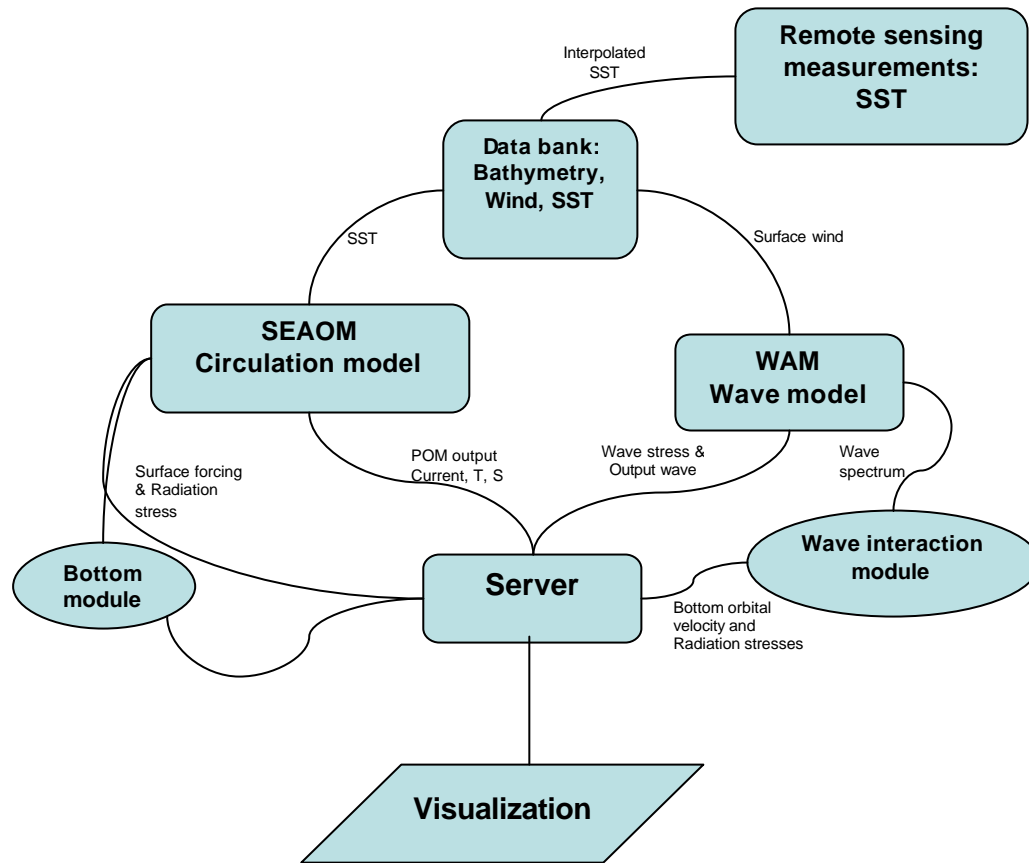 Remote sensing
measurements:
SST
Interpolated
SST
Data bank:
Bathymetry,
Wind, SST
SST
Surface wind
SEAOM
Circulation model
WAM
Wave model
POM output
Current, T, S
Wave stress &
Output wave
Wave
spectrum
Surface forcing
& Radiation
stress
Bottom
module
Server
Wave interaction
module
Bottom orbital
velocity and
Radiation stresses
Visualization